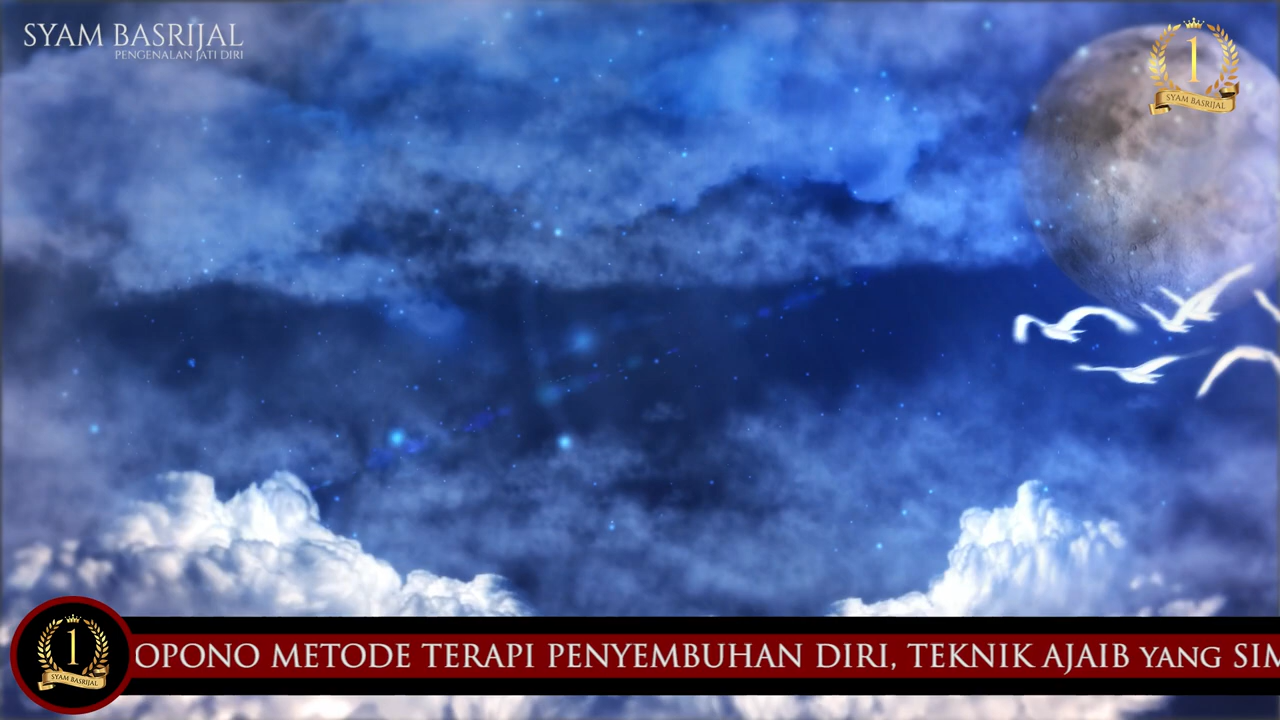 SYAM BASRIJAL
PENGENALAN JATI DIRI
1
SYAM BASRIJAL
1
SYAM BASRIJAL
OPONO METODE TERAPI PENYEMBUHAN DIRI, TEKNIK AJAIB YANG SIM